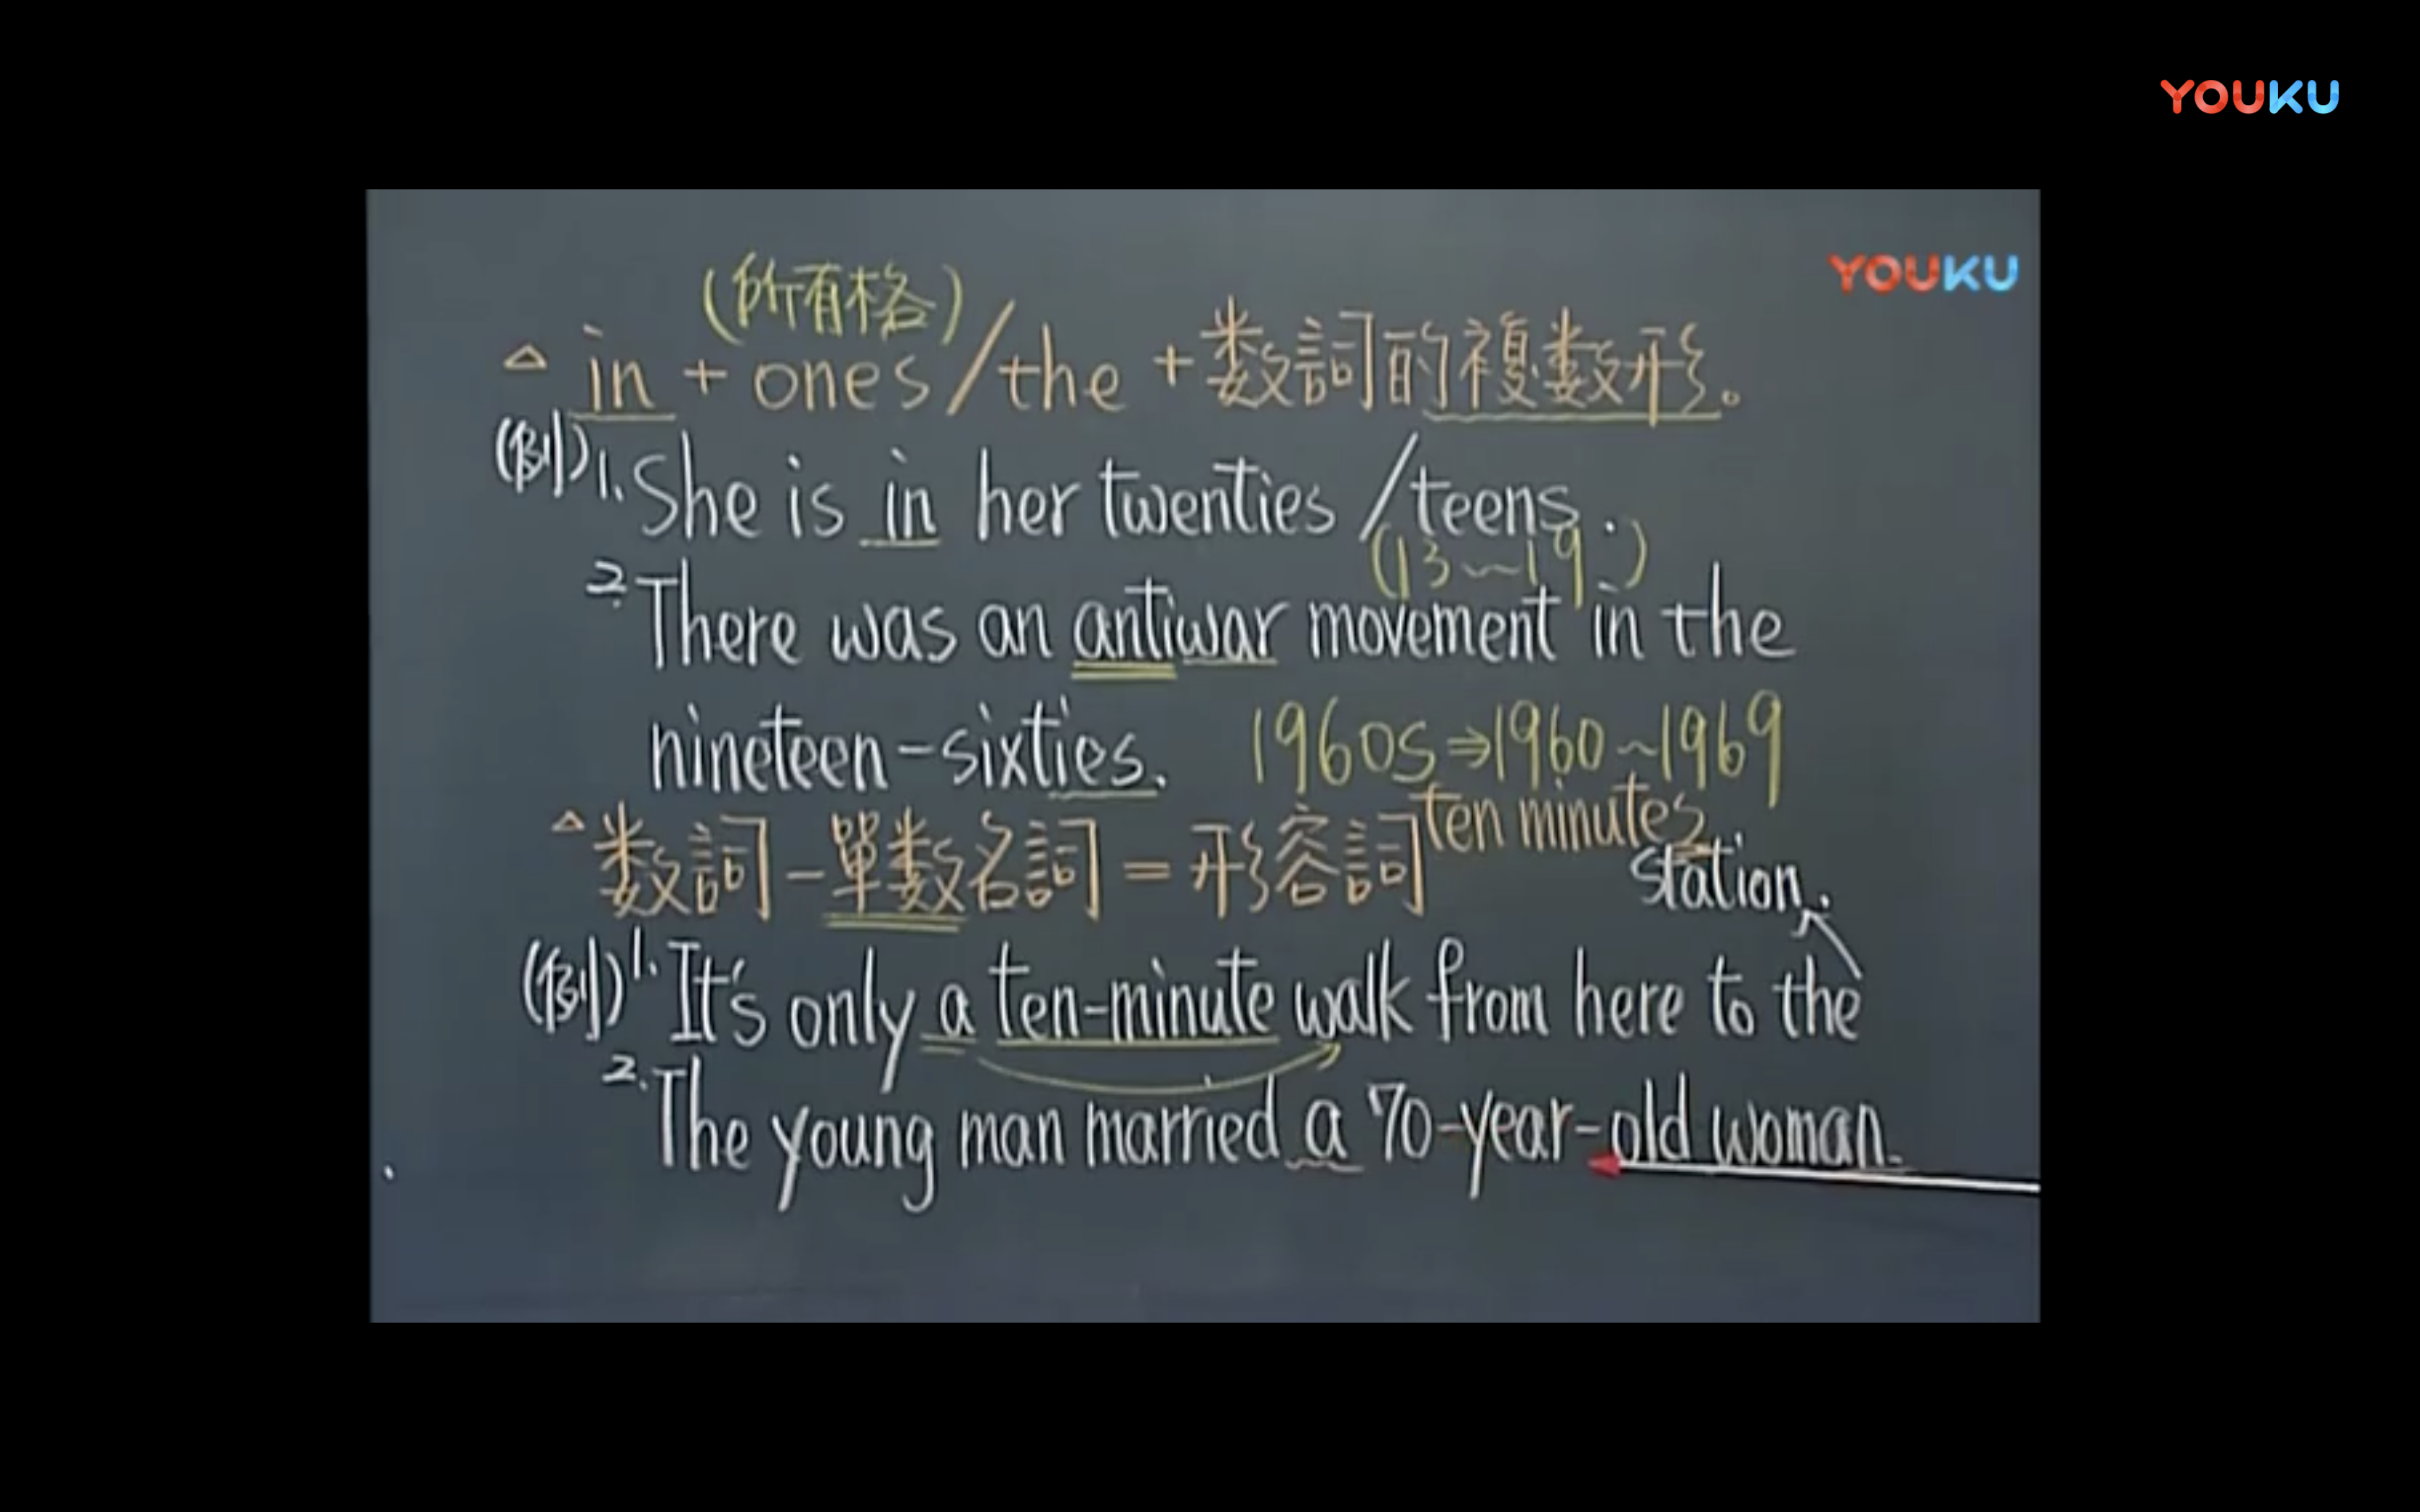 YOUKU
YOUKU
(所有格)
△ in + ones/the +数詞的複数形。
(例) 1. She is in her twenties /teens.
(13~19.)
2. There was an antiwar movement in the
nineteen-sixties. 1960s⇒1960~1969
ten minutes
△数詞-單数名詞=形容詞
station.
(例) 1. It's only a ten-minute walk from here to the
2. The young man married a 70-year-old woman.